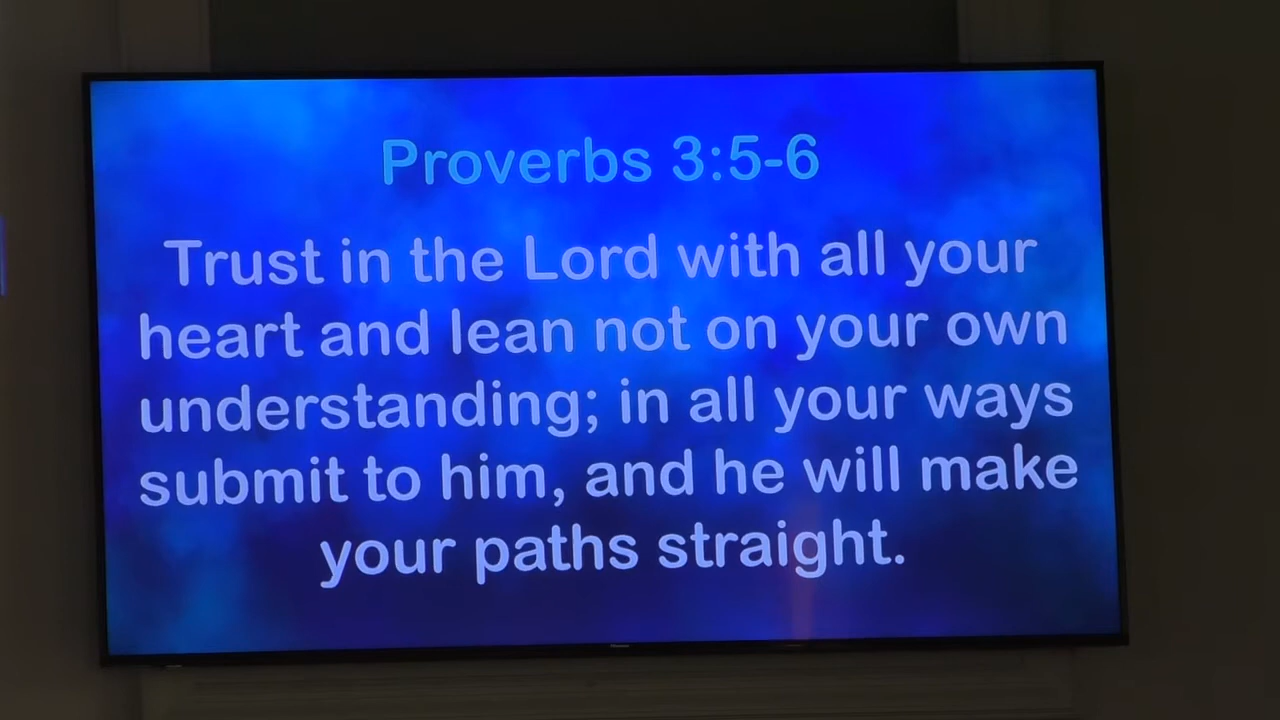 Proverbs 3:5-6
Trust in the Lord with all your
heart and lean not on your own
understanding; in all your ways
submit to him, and he will make
your paths straight.